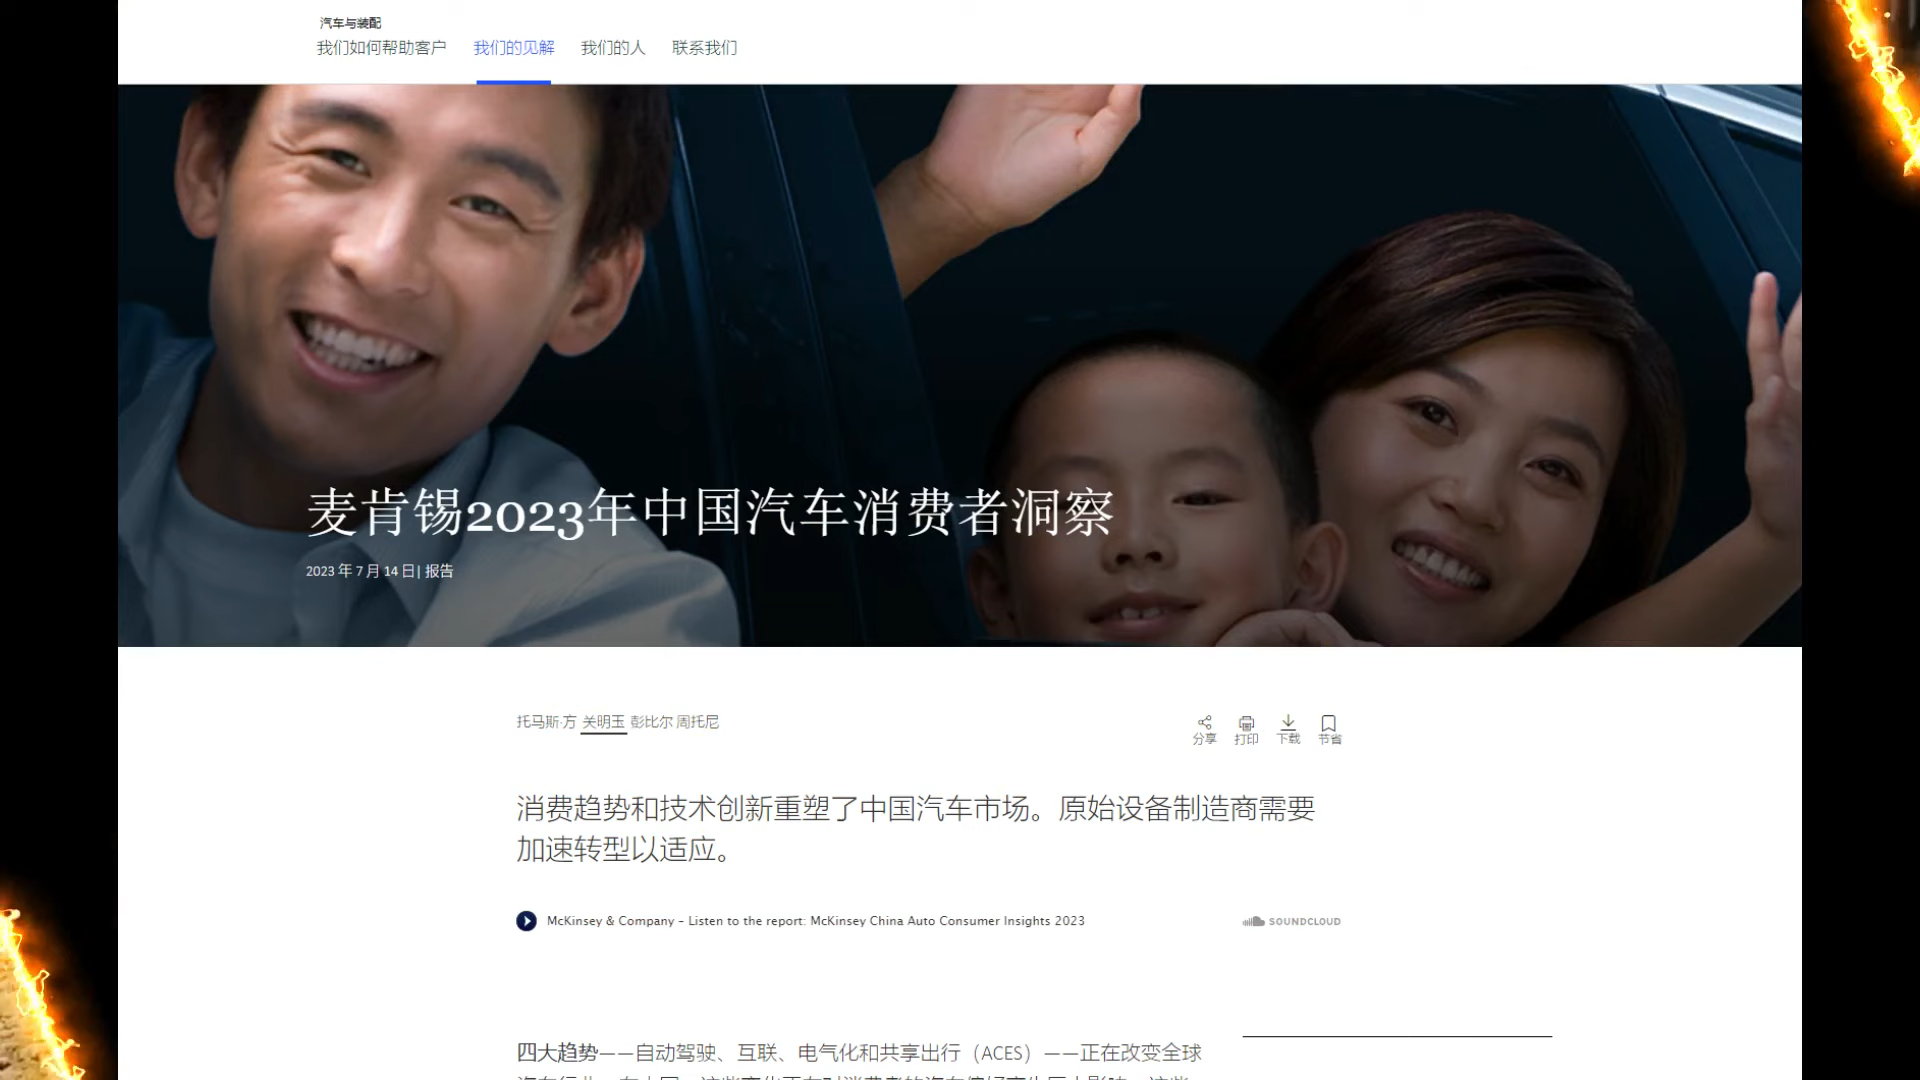 汽车与装配
我们如何帮助客户 我们的见解 我们的人 联系我们
麦肯锡2023年中国汽车消费者洞察
2023 年 7 月 14 日| 报告
托马斯·方 关明玉 彭比尔 周托尼
分享 打印 下载 节省
消费趋势和技术创新重塑了中国汽车市场。原始设备制造商需要
加速转型以适应。
McKinsey & Company - Listen to the report: McKinsey China Auto Consumer Insights 2023
SOUNDCLOUD
四大趋势——自动驾驶、互联、电气化和共享出行（ACES）——正在改变全球